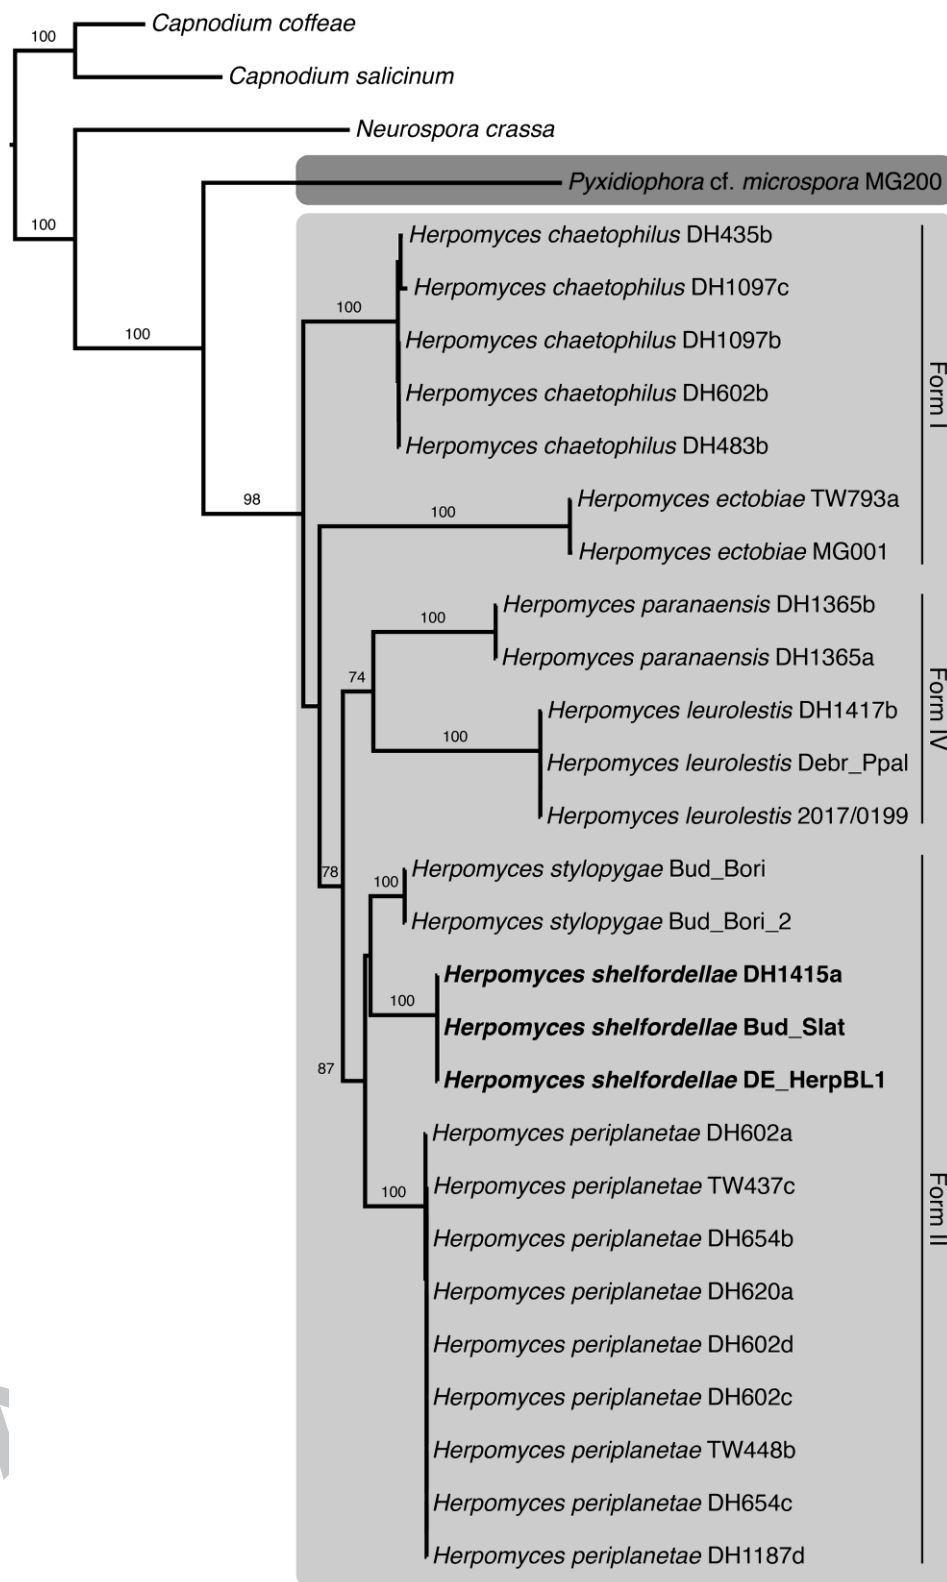 Capnodium coffeae
100
Capnodium salicinum
Neurospora crassa
Pyxidiophora cf. microspora MG200
100
Herpomyces chaetophilus DH435b
Herpomyces chaetophilus DH1097c
100
Herpomyces chaetophilus DH1097b
100
Herpomyces chaetophilus DH602b
Form I
Herpomyces chaetophilus DH483b
98
Herpomyces ectobiae TW793a
100
Herpomyces ectobiae MG001
Herpomyces paranaensis DH1365b
100
Herpomyces paranaensis DH1365a
74
Form IV
Herpomyces leurolestis DH1417b
100
Herpomyces leurolestis Debr_Ppal
Herpomyces leurolestis 2017/0199
78
Herpomyces stylopygae Bud_Bori
100
Herpomyces stylopygae Bud_Bori_2
Herpomyces shelfordellae DH1415a
100
Herpomyces shelfordellae Bud_Slat
87
Herpomyces shelfordellae DE_HerpBL1
Herpomyces periplanetae DH602a
100
Herpomyces periplanetae TW437c
Form II
Herpomyces periplanetae DH654b
Herpomyces periplanetae DH620a
Herpomyces periplanetae DH602d
Herpomyces periplanetae DH602c
Herpomyces periplanetae TW448b
Herpomyces periplanetae DH654c
Herpomyces periplanetae DH1187d